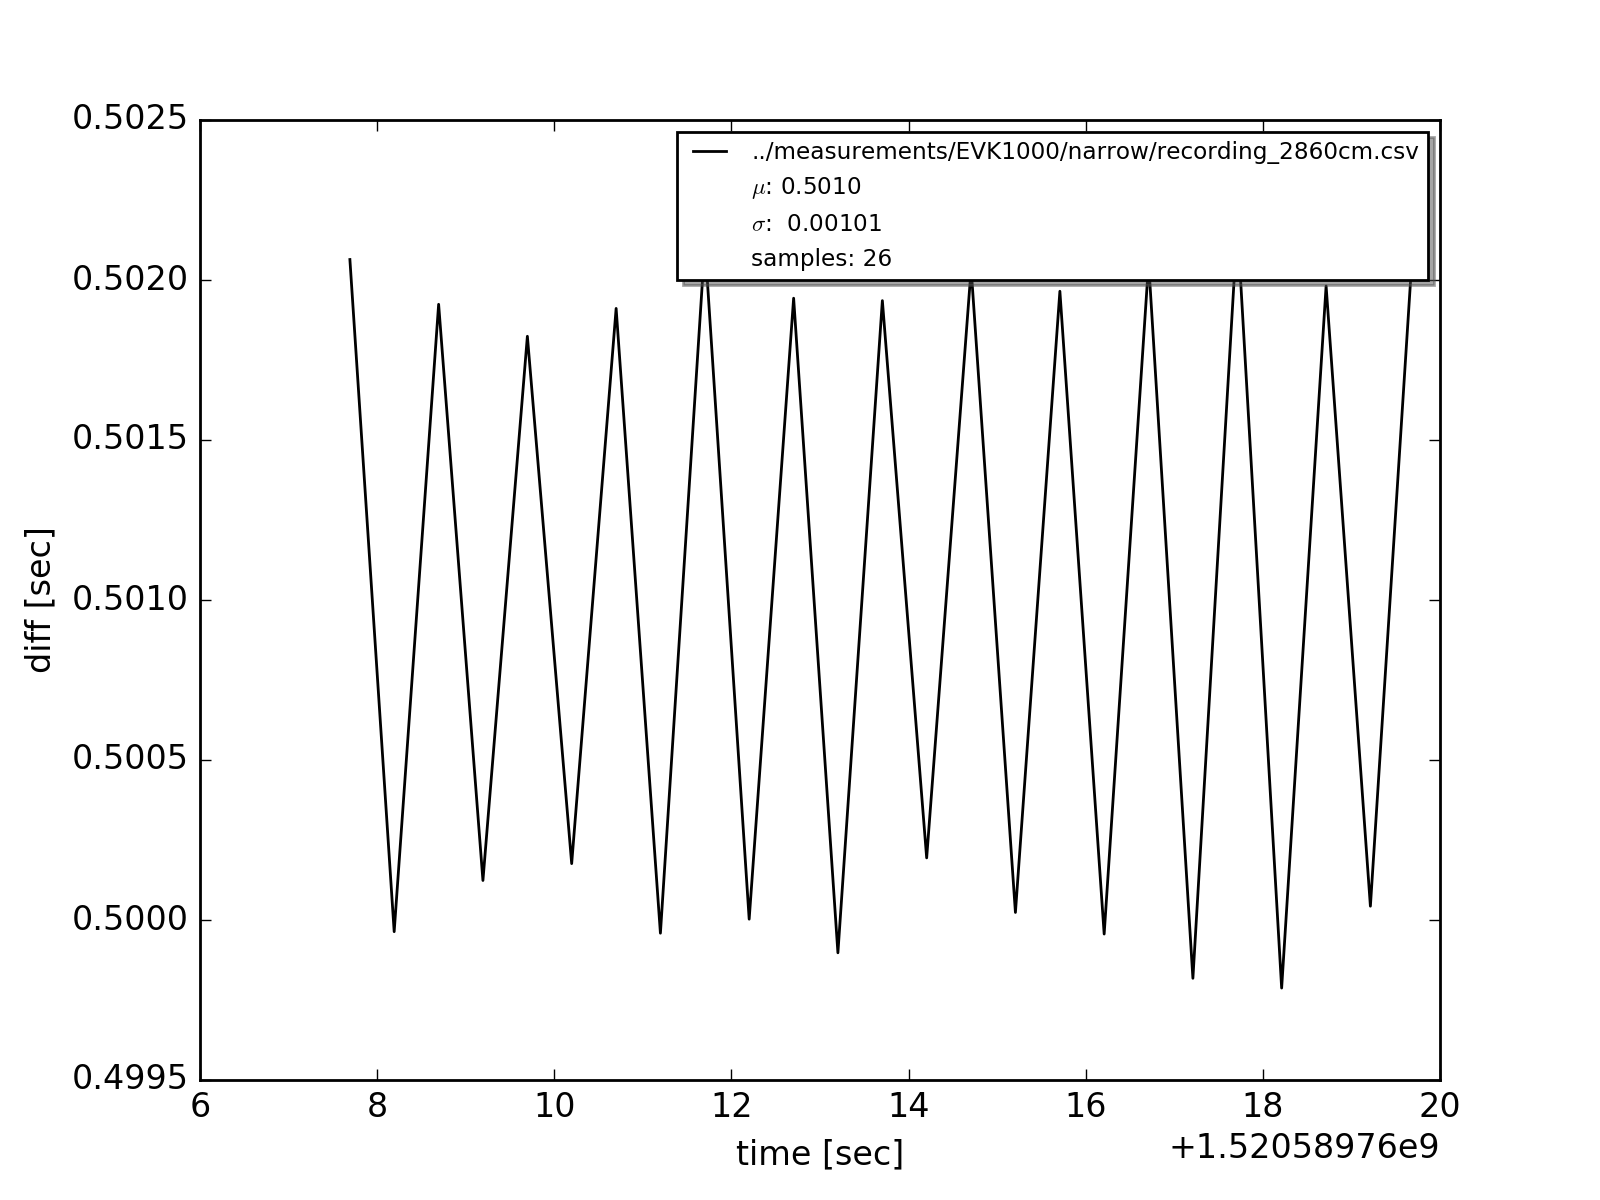 0.5025
0.5020
0.5015
0.5010
0.5005
0.5000
0.4995
diff [sec]
../measurements/EVK1000/narrow/recording_2860cm.csv
μ: 0.5010
σ: 0.00101
samples: 26
6 8 10 12 14 16 18 20
time [sec]
+1.52058976e9